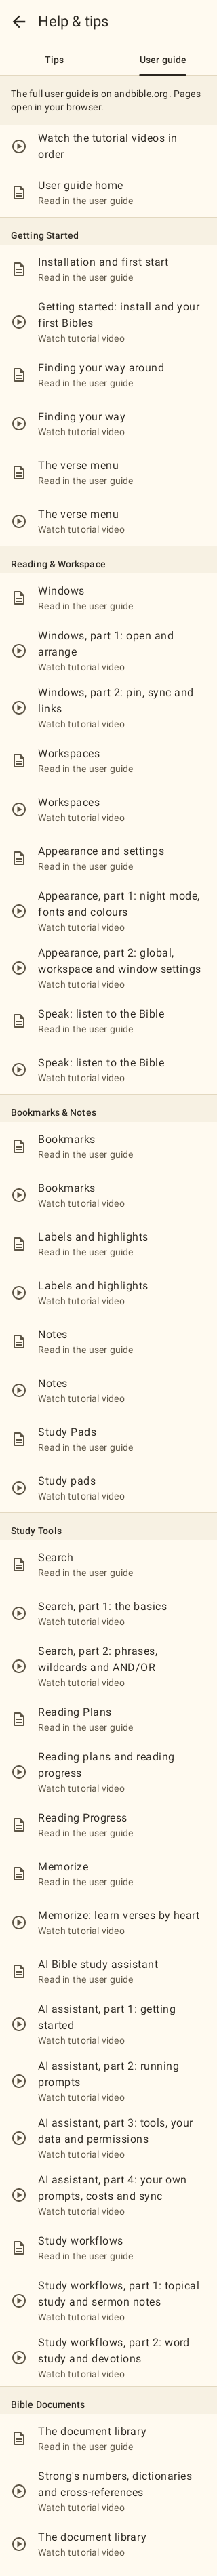 Help & tips
Tips
User guide
The full user guide is on andbible.org. Pages
open in your browser.
Watch the tutorial videos in
order
User guide home
Read in the user guide
Getting Started
Installation and first start
Read in the user guide
Getting started: install and your
first Bibles
Watch tutorial video
Finding your way around
Read in the user guide
Finding your way
Watch tutorial video
The verse menu
Read in the user guide
The verse menu
Watch tutorial video
Reading & Workspace
Windows
Read in the user guide
Windows, part 1: open and
arrange
Watch tutorial video
Windows, part 2: pin, sync and
links
Watch tutorial video
Workspaces
Read in the user guide
Workspaces
Watch tutorial video
Appearance and settings
Read in the user guide
Appearance, part 1: night mode,
fonts and colours
Watch tutorial video
Appearance, part 2: global,
workspace and window settings
Watch tutorial video
Speak: listen to the Bible
Read in the user guide
Speak: listen to the Bible
Watch tutorial video
Bookmarks & Notes
Bookmarks
Read in the user guide
Bookmarks
Watch tutorial video
Labels and highlights
Read in the user guide
Labels and highlights
Watch tutorial video
Notes
Read in the user guide
Notes
Watch tutorial video
Study Pads
Read in the user guide
Study pads
Watch tutorial video
Study Tools
Search
Read in the user guide
Search, part 1: the basics
Watch tutorial video
Search, part 2: phrases,
wildcards and AND/OR
Watch tutorial video
Reading Plans
Read in the user guide
Reading plans and reading
progress
Watch tutorial video
Reading Progress
Read in the user guide
Memorize
Read in the user guide
Memorize: learn verses by heart
Watch tutorial video
AI Bible study assistant
Read in the user guide
AI assistant, part 1: getting
started
Watch tutorial video
AI assistant, part 2: running
prompts
Watch tutorial video
AI assistant, part 3: tools, your
data and permissions
Watch tutorial video
AI assistant, part 4: your own
prompts, costs and sync
Watch tutorial video
Study workflows
Read in the user guide
Study workflows, part 1: topical
study and sermon notes
Watch tutorial video
Study workflows, part 2: word
study and devotions
Watch tutorial video
Bible Documents
The document library
Read in the user guide
Strong's numbers, dictionaries
and cross-references
Watch tutorial video
The document library
Watch tutorial video